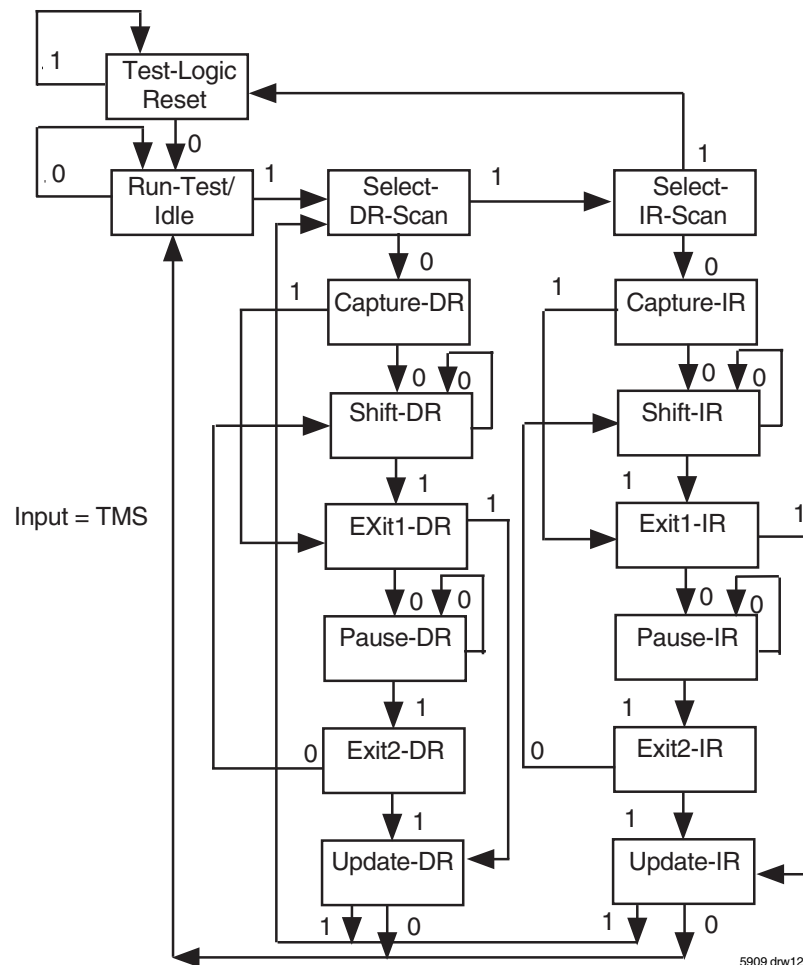 . 1
Test-Logic
Reset
0
. 0
Run-Test/
Idle
1
Select-
DR-Scan
1
Select-
IR-Scan
1
0
0
1
Capture-DR
1
Capture-IR
0
0
0
0
Shift-DR
Shift-IR
1
1
Input = TMS
EXit1-DR
1
Exit1-IR
1
0
0
0
0
Pause-DR
Pause-IR
1
1
0
Exit2-DR
0
Exit2-IR
1
1
Update-DR
Update-IR
1
0
1
0
5909 drw12